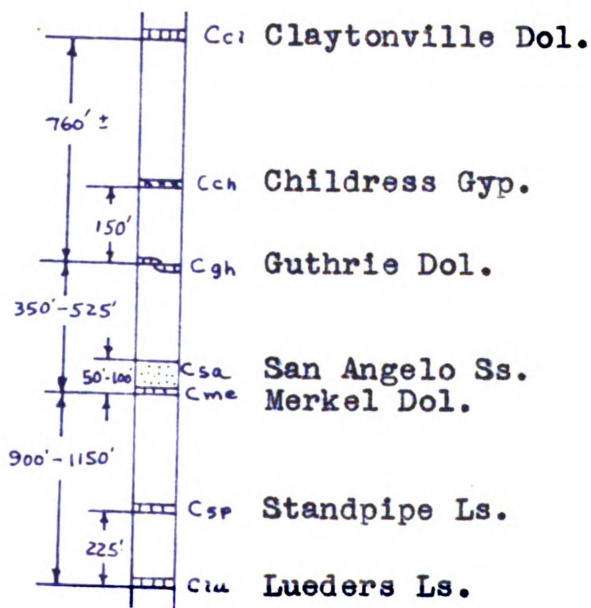 Ccl Claytonville Dol.
760' ±
Cch Childress Gyp.
150'
Cgh Guthrie Dol.
350'-525'
Csa San Angelo Ss.
50'-100'
Cme Merkel Dol.
900'-1150'
Csp Standpipe Ls.
225'
Clu Lueders Ls.